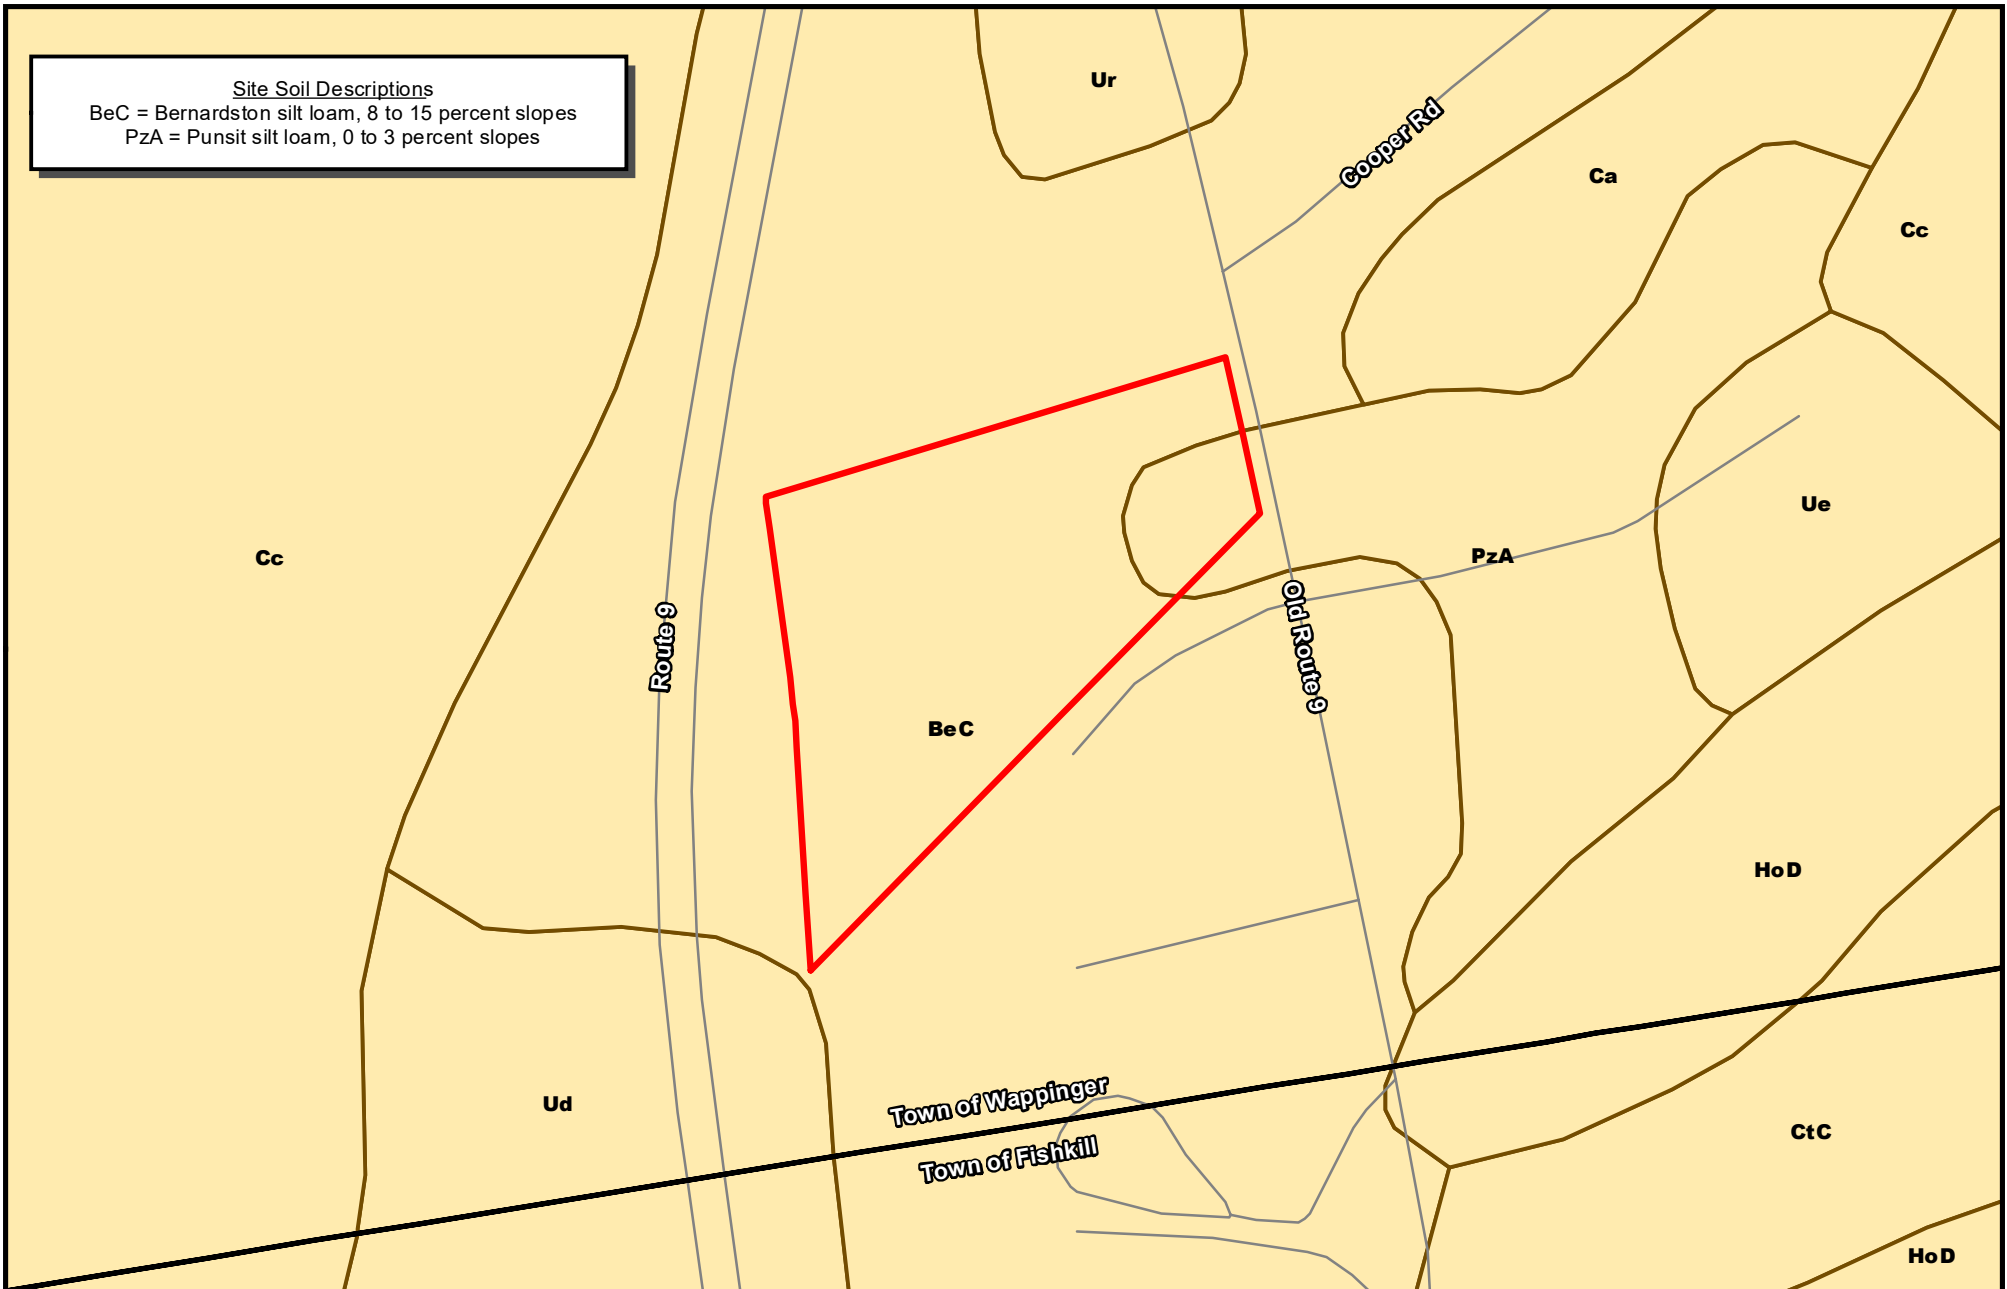 Site Soil Descriptions
BeC = Bernardston silt loam, 8 to 15 percent slopes
PzA = Punsit silt loam, 0 to 3 percent slopes
Ur
Cooper Rd
Ca
Cc
Cc
Ue
PzA
Route 9
Old Route 9
BeC
HoD
Ud
Town of Wappinger
Town of Fishkill
CtC
HoD